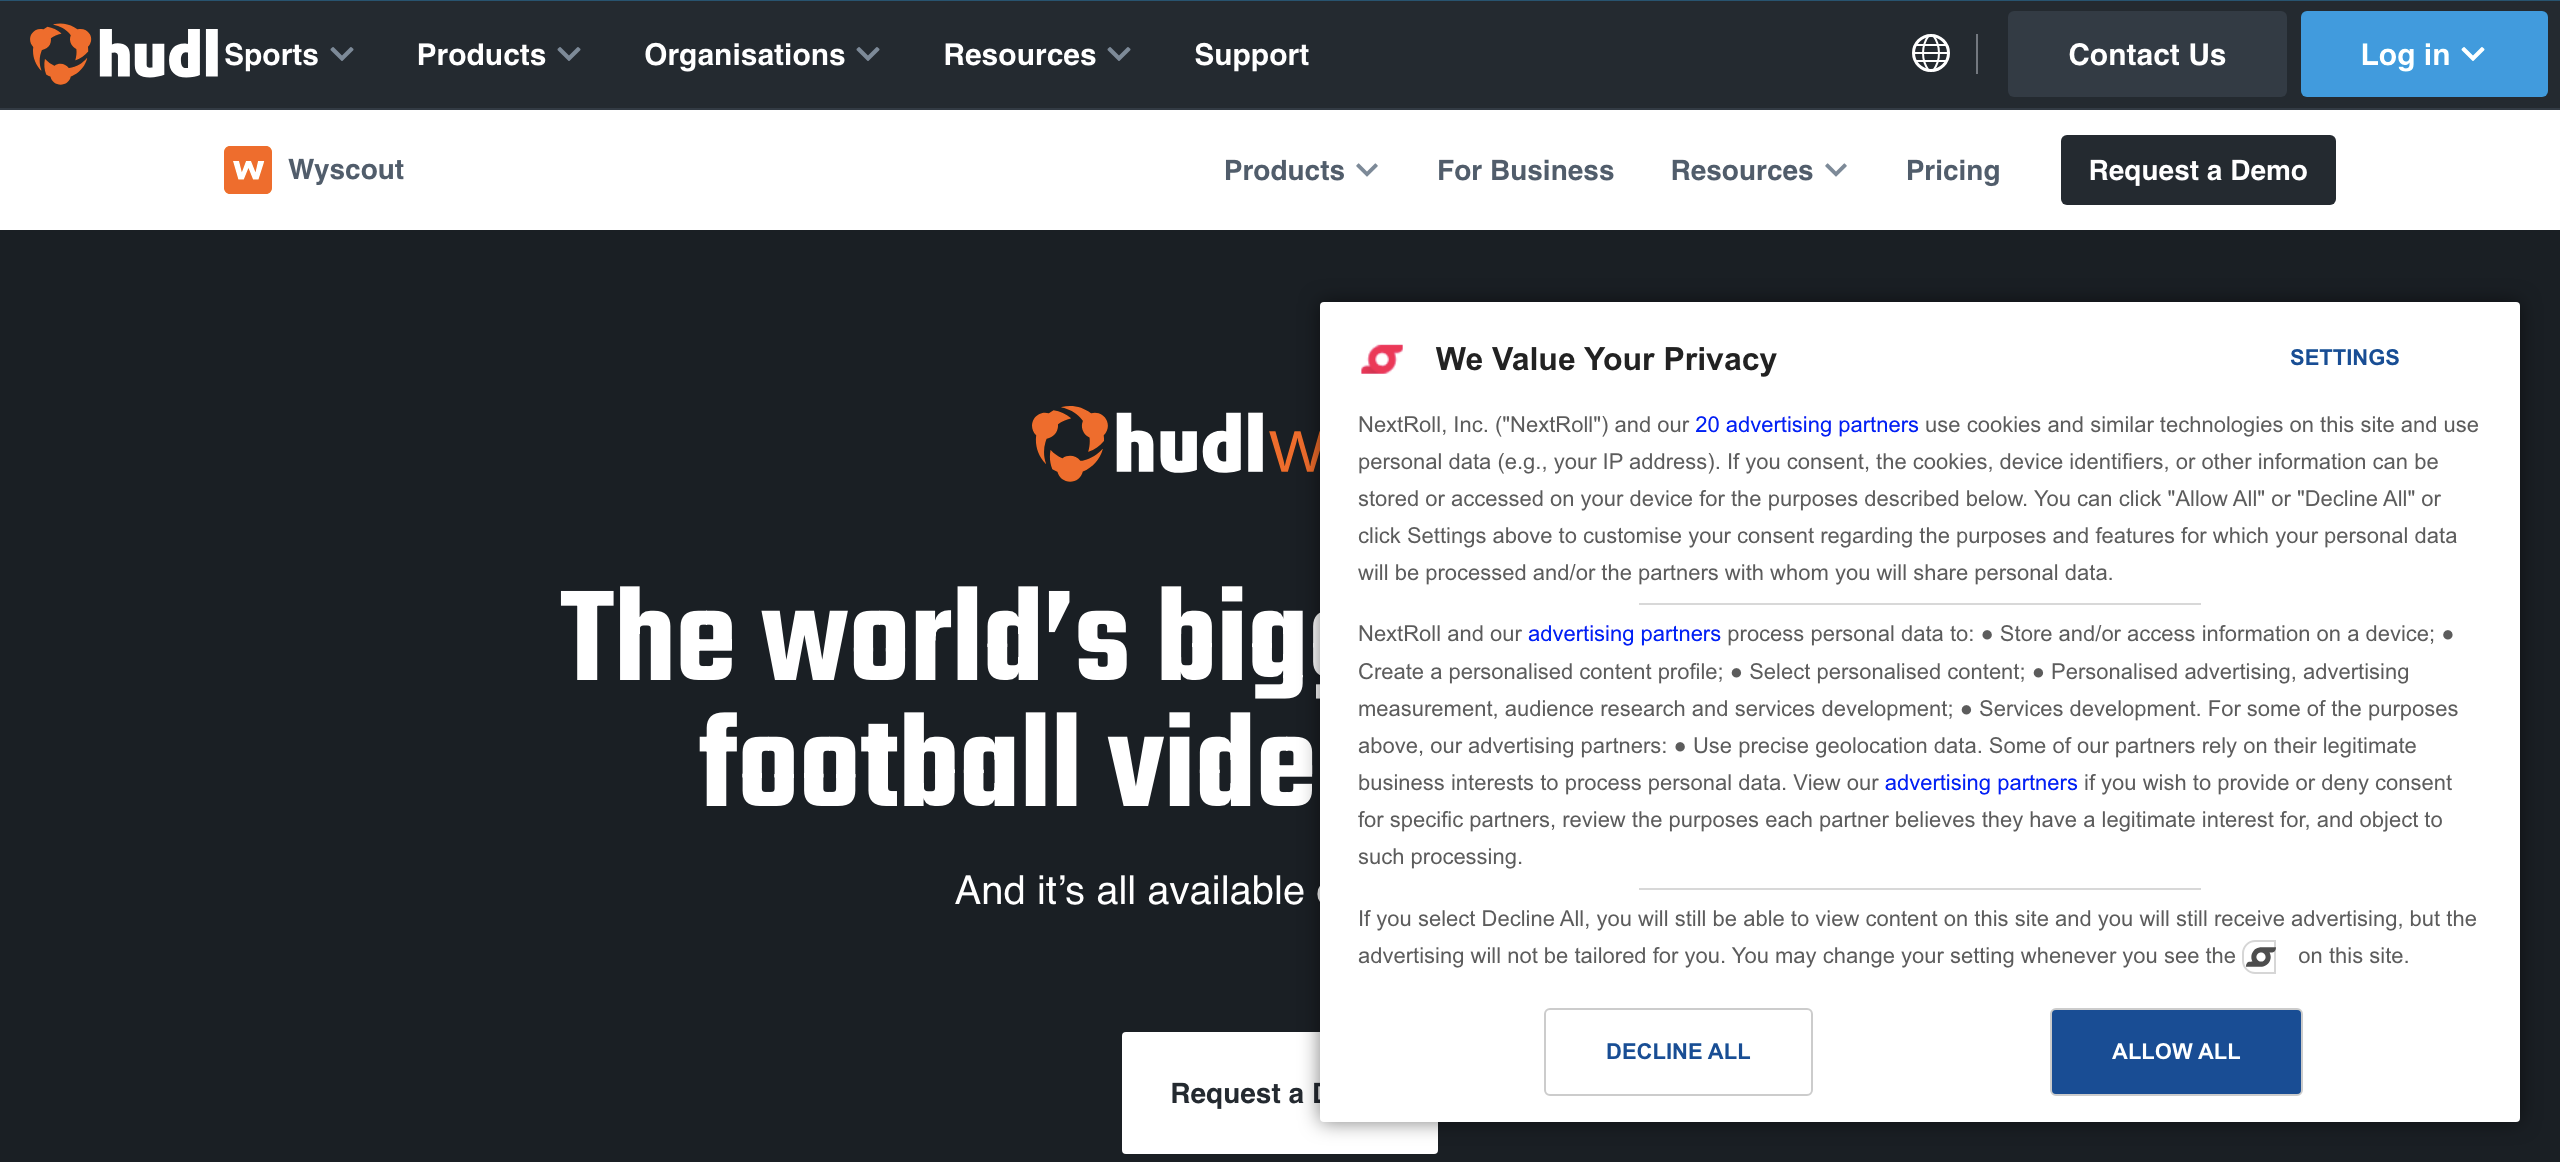 hudl Sports Products Organisations Resources Support Contact Us Log in
W Wyscout Products For Business Resources Pricing Request a Demo
hudl w
The world's big
football vide
And it's all available
Request a
We Value Your Privacy SETTINGS
NextRoll, Inc. ("NextRoll") and our 20 advertising partners use cookies and similar technologies on this site and use
personal data (e.g., your IP address). If you consent, the cookies, device identifiers, or other information can be
stored or accessed on your device for the purposes described below. You can click "Allow All" or "Decline All" or
click Settings above to customise your consent regarding the purposes and features for which your personal data
will be processed and/or the partners with whom you will share personal data.
NextRoll and our advertising partners process personal data to: ● Store and/or access information on a device; ●
Create a personalised content profile; ● Select personalised content; ● Personalised advertising, advertising
measurement, audience research and services development; ● Services development. For some of the purposes
above, our advertising partners: ● Use precise geolocation data. Some of our partners rely on their legitimate
business interests to process personal data. View our advertising partners if you wish to provide or deny consent
for specific partners, review the purposes each partner believes they have a legitimate interest for, and object to
such processing.
If you select Decline All, you will still be able to view content on this site and you will still receive advertising, but the
advertising will not be tailored for you. You may change your setting whenever you see the on this site.
DECLINE ALL ALLOW ALL